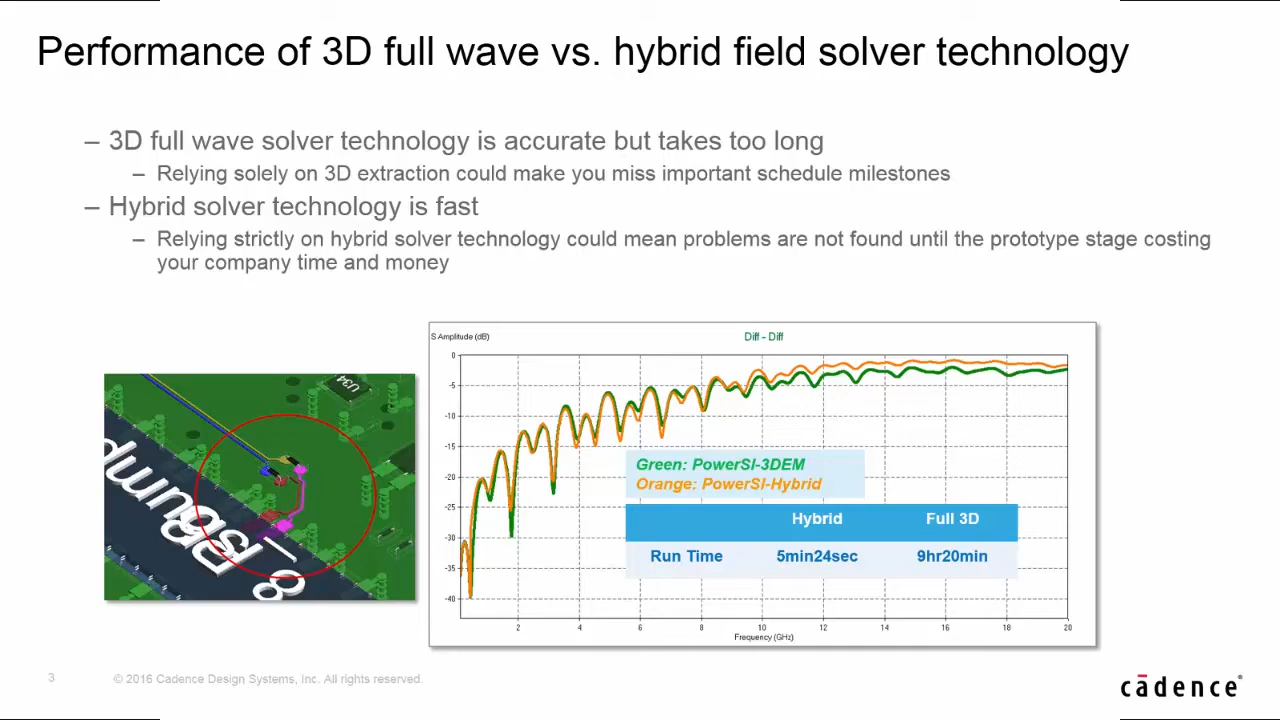 Performance of 3D full wave vs. hybrid field solver technology
– 3D full wave solver technology is accurate but takes too long
– Relying solely on 3D extraction could make you miss important schedule milestones
– Hybrid solver technology is fast
– Relying strictly on hybrid solver technology could mean problems are not found until the prototype stage costing
your company time and money
U34
8
S Amplitude (dB)
Diff - Diff
0
-5
-10
-15
-20
-25
-30
-35
-40
Green: PowerSI-3DEM
Orange: PowerSI-Hybrid
Hybrid Full 3D
Run Time 5min24sec 9hr20min
2 4 6 8 10 12 14 16 18 20
Frequency (GHz)
3 © 2016 Cadence Design Systems, Inc. All rights reserved.
cādence®